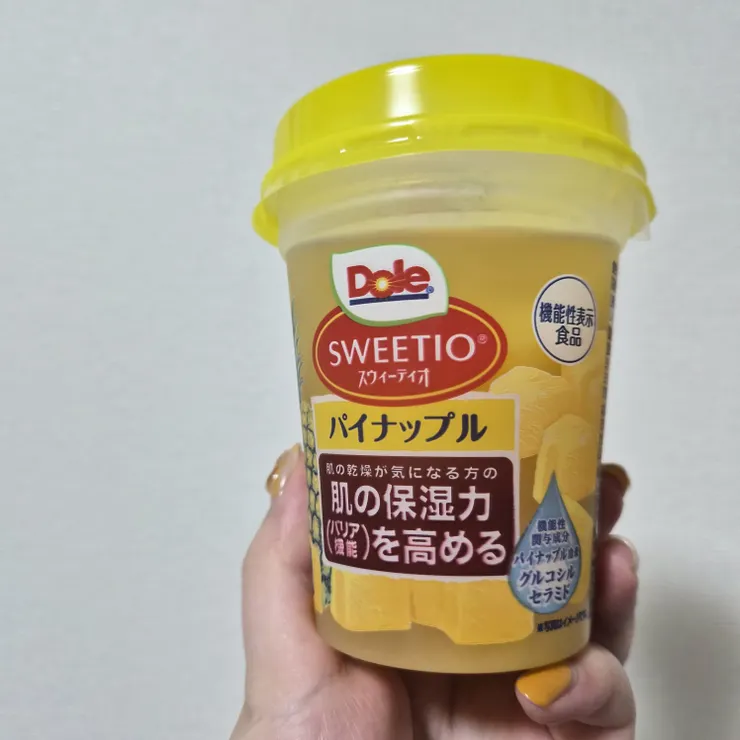 Dole
SWEETIO®
スウィーティオ
機能性表示
食品
パイナップル
肌の乾燥が気になる方の
肌の保湿力
(バリア機能)を高める
機能性
関与成分
パイナップル由来
グルコシル
セラミド